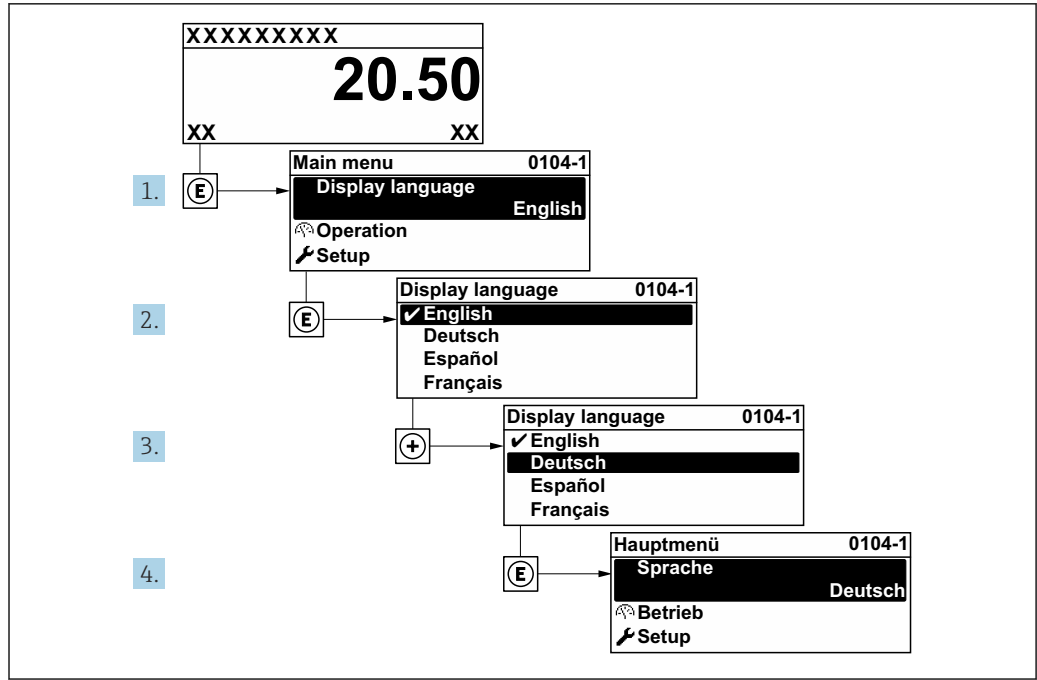 XXXXXXXXX
20.50
XX XX
1. E
Main menu 0104-1
Display language
English
Operation
Setup
2. E
Display language 0104-1
✔English
Deutsch
Español
Français
3. +
Display language 0104-1
✔English
Deutsch
Español
Français
4. E
Hauptmenü 0104-1
Sprache
Deutsch
Betrieb
Setup